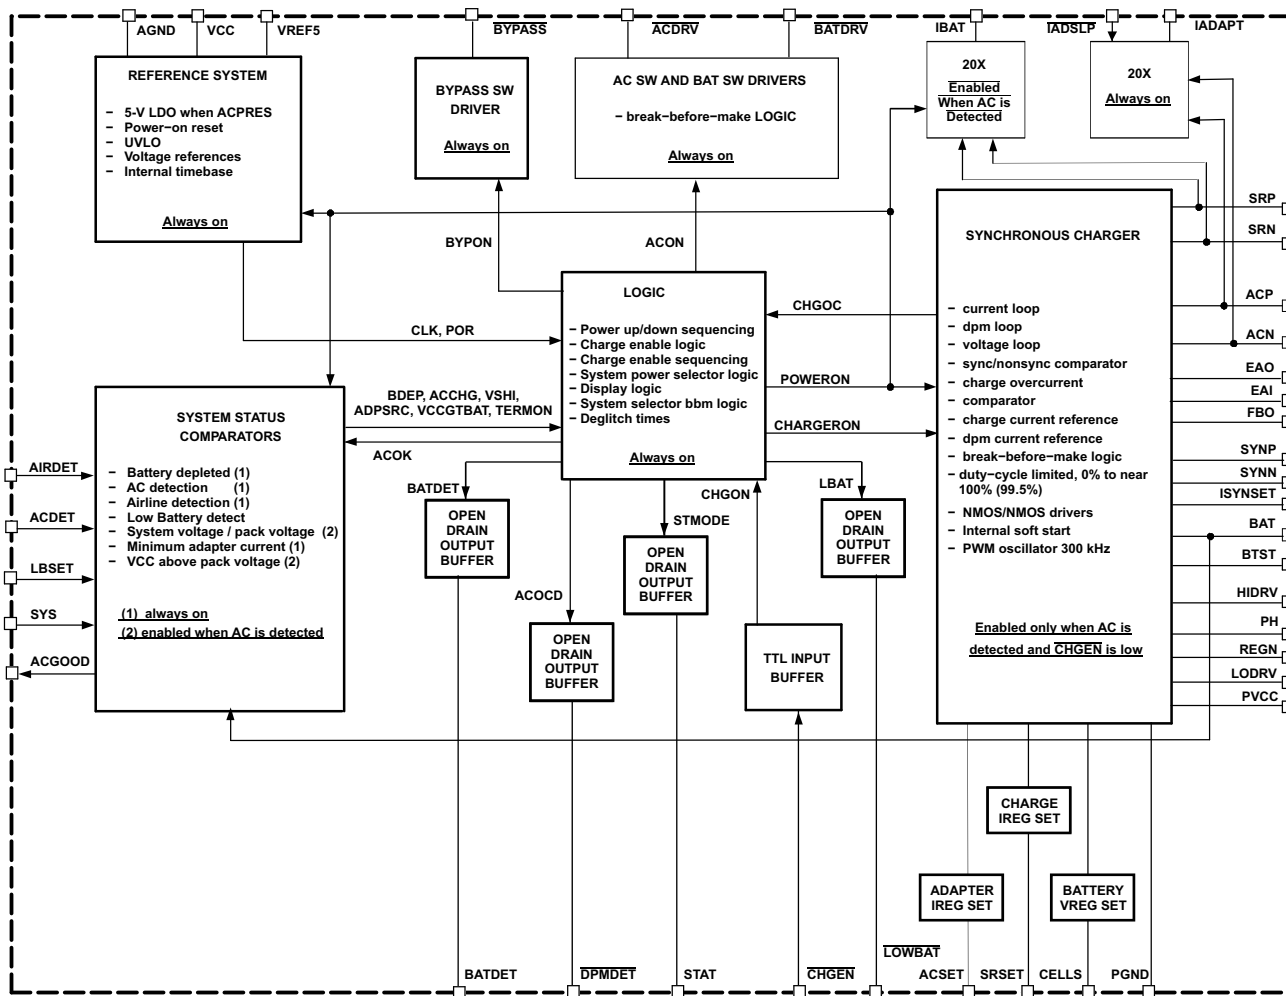 AGND
VCC
VREF5
BYPASS
ACDRV
BATDRV
IBAT
IADSLP
IADAPT
REFERENCE SYSTEM
− 5-V LDO when ACPRES
− Power−on reset
− UVLO
− Voltage references
− Internal timebase
Always on
BYPASS SW
DRIVER
Always on
AC SW AND BAT SW DRIVERS
− break−before−make LOGIC
Always on
20X
Enabled
When AC is
Detected
20X
Always on
BYPON
ACON
CLK, POR
LOGIC
− Power up/down sequencing
− Charge enable logic
− Charge enable sequencing
− System power selector logic
− Display logic
− System selector bbm logic
− Deglitch times
Always on
CHGOC
POWERON
CHARGERON
SYNCHRONOUS CHARGER
− current loop
− dpm loop
− voltage loop
− sync/nonsync comparator
− charge overcurrent
− comparator
− charge current reference
− dpm current reference
− break−before−make logic
− duty−cycle limited, 0% to near
100% (99.5%)
− NMOS/NMOS drivers
− Internal soft start
− PWM oscillator 300 kHz
Enabled only when AC is
detected and CHGEN is low
SRP
SRN
ACP
ACN
EAO
EAI
FBO
SYNP
SYNN
ISYNSET
BAT
BTST
HIDRV
PH
REGN
LODRV
PVCC
BDEP, ACCHG, VSHI,
ADPSRC, VCCGTBAT, TERMON
ACOK
SYSTEM STATUS
COMPARATORS
− Battery depleted (1)
− AC detection (1)
− Airline detection (1)
− Low Battery detect
− System voltage / pack voltage (2)
− Minimum adapter current (1)
− VCC above pack voltage (2)
(1) always on
(2) enabled when AC is detected
AIRDET
ACDET
LBSET
SYS
ACGOOD
BATDET
OPEN
DRAIN
OUTPUT
BUFFER
ACOCD
OPEN
DRAIN
OUTPUT
BUFFER
STMODE
OPEN
DRAIN
OUTPUT
BUFFER
CHGON
TTL INPUT
BUFFER
LBAT
OPEN
DRAIN
OUTPUT
BUFFER
CHARGE
IREG SET
ADAPTER
IREG SET
BATTERY
VREG SET
BATDET
DPMDET
STAT
CHGEN
LOWBAT
ACSET
SRSET
CELLS
PGND